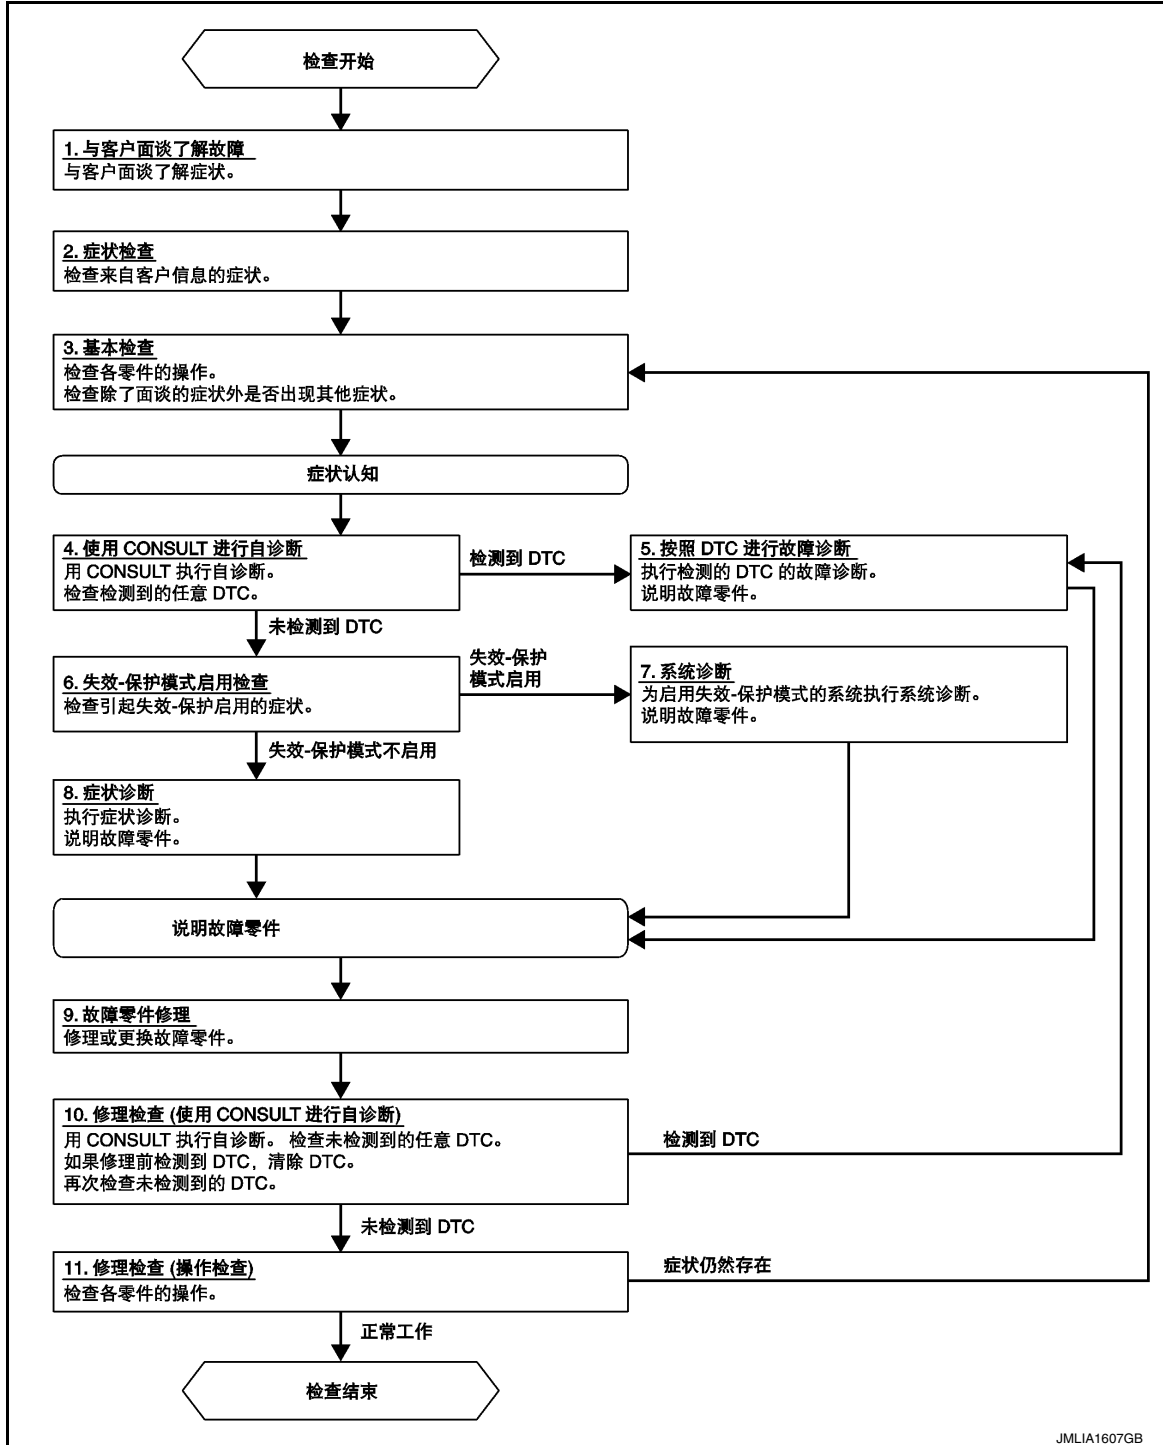 检查开始
1. 与客户面谈了解故障
与客户面谈了解症状。
2. 症状检查
检查来自客户信息的症状。
3. 基本检查
检查各零件的操作。
检查除了面谈的症状外是否出现其他症状。
症状认知
4. 使用 CONSULT 进行自诊断
用 CONSULT 执行自诊断。
检查检测到的任意 DTC。
检测到 DTC
5. 按照 DTC 进行故障诊断
执行检测的 DTC 的故障诊断。
说明故障零件。
未检测到 DTC
6. 失效-保护模式启用检查
检查引起失效-保护启用的症状。
失效-保护
模式启用
7. 系统诊断
为启用失效-保护模式的系统执行系统诊断。
说明故障零件。
失效-保护模式不启用
8. 症状诊断
执行症状诊断。
说明故障零件。
说明故障零件
9. 故障零件修理
修理或更换故障零件。
10. 修理检查 (使用 CONSULT 进行自诊断)
用 CONSULT 执行自诊断。 检查未检测到的任意 DTC。
如果修理前检测到 DTC, 清除 DTC。
再次检查未检测到的 DTC。
检测到 DTC
未检测到 DTC
11. 修理检查 (操作检查)
检查各零件的操作。
症状仍然存在
正常工作
检查结束
JMLIA1607GB